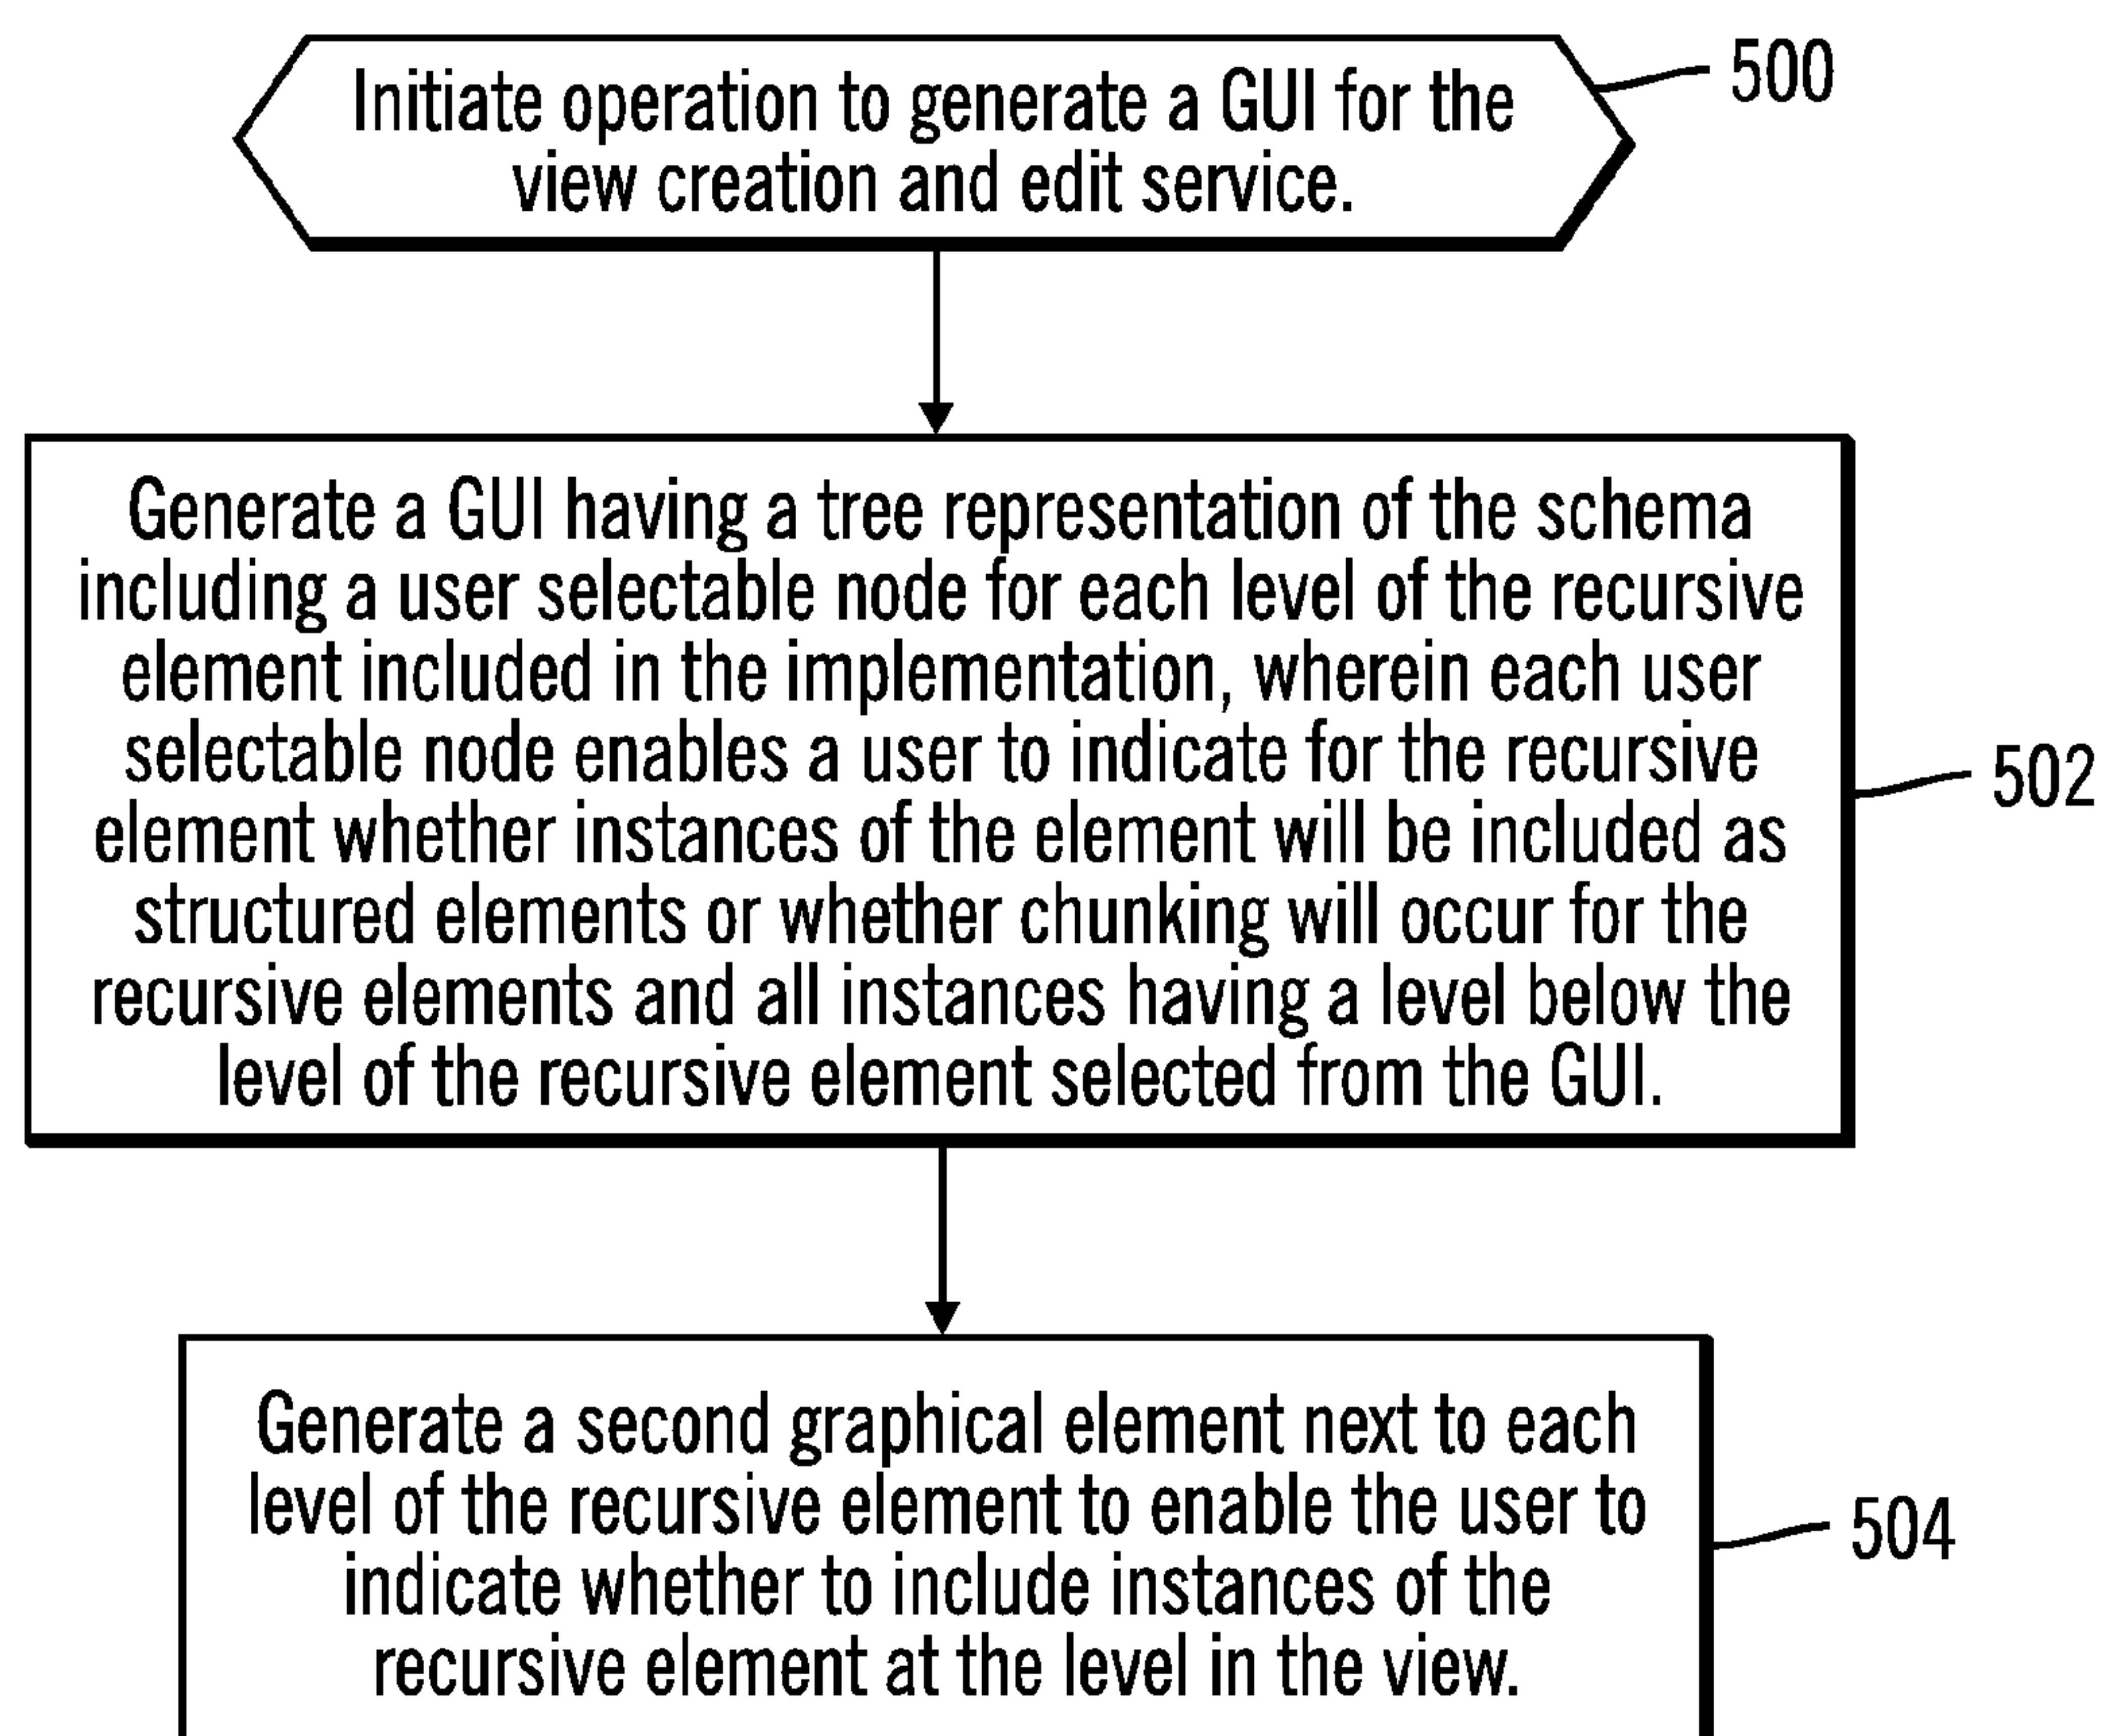 Initiate operation to generate a GUI for the
view creation and edit service.
500
Generate a GUI having a tree representation of the schema
including a user selectable node for each level of the recursive
element included in the implementation, wherein each user
selectable node enables a user to indicate for the recursive
element whether instances of the element will be included as
structured elements or whether chunking will occur for the
recursive elements and all instances having a level below the
level of the recursive element selected from the GUI.
502
Generate a second graphical element next to each
level of the recursive element to enable the user to
indicate whether to include instances of the
recursive element at the level in the view.
504